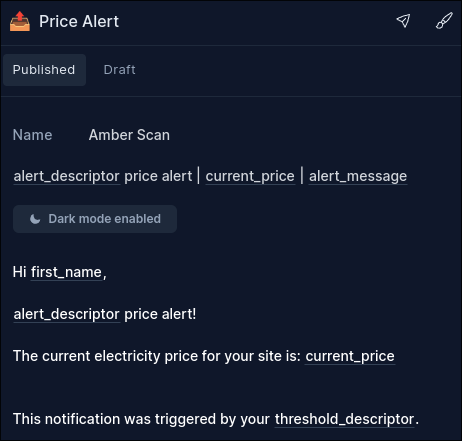 Price Alert
Published Draft
Name Amber Scan
alert_descriptor price alert | current_price | alert_message
Dark mode enabled
Hi first_name,
alert_descriptor price alert!
The current electricity price for your site is: current_price
This notification was triggered by your threshold_descriptor.